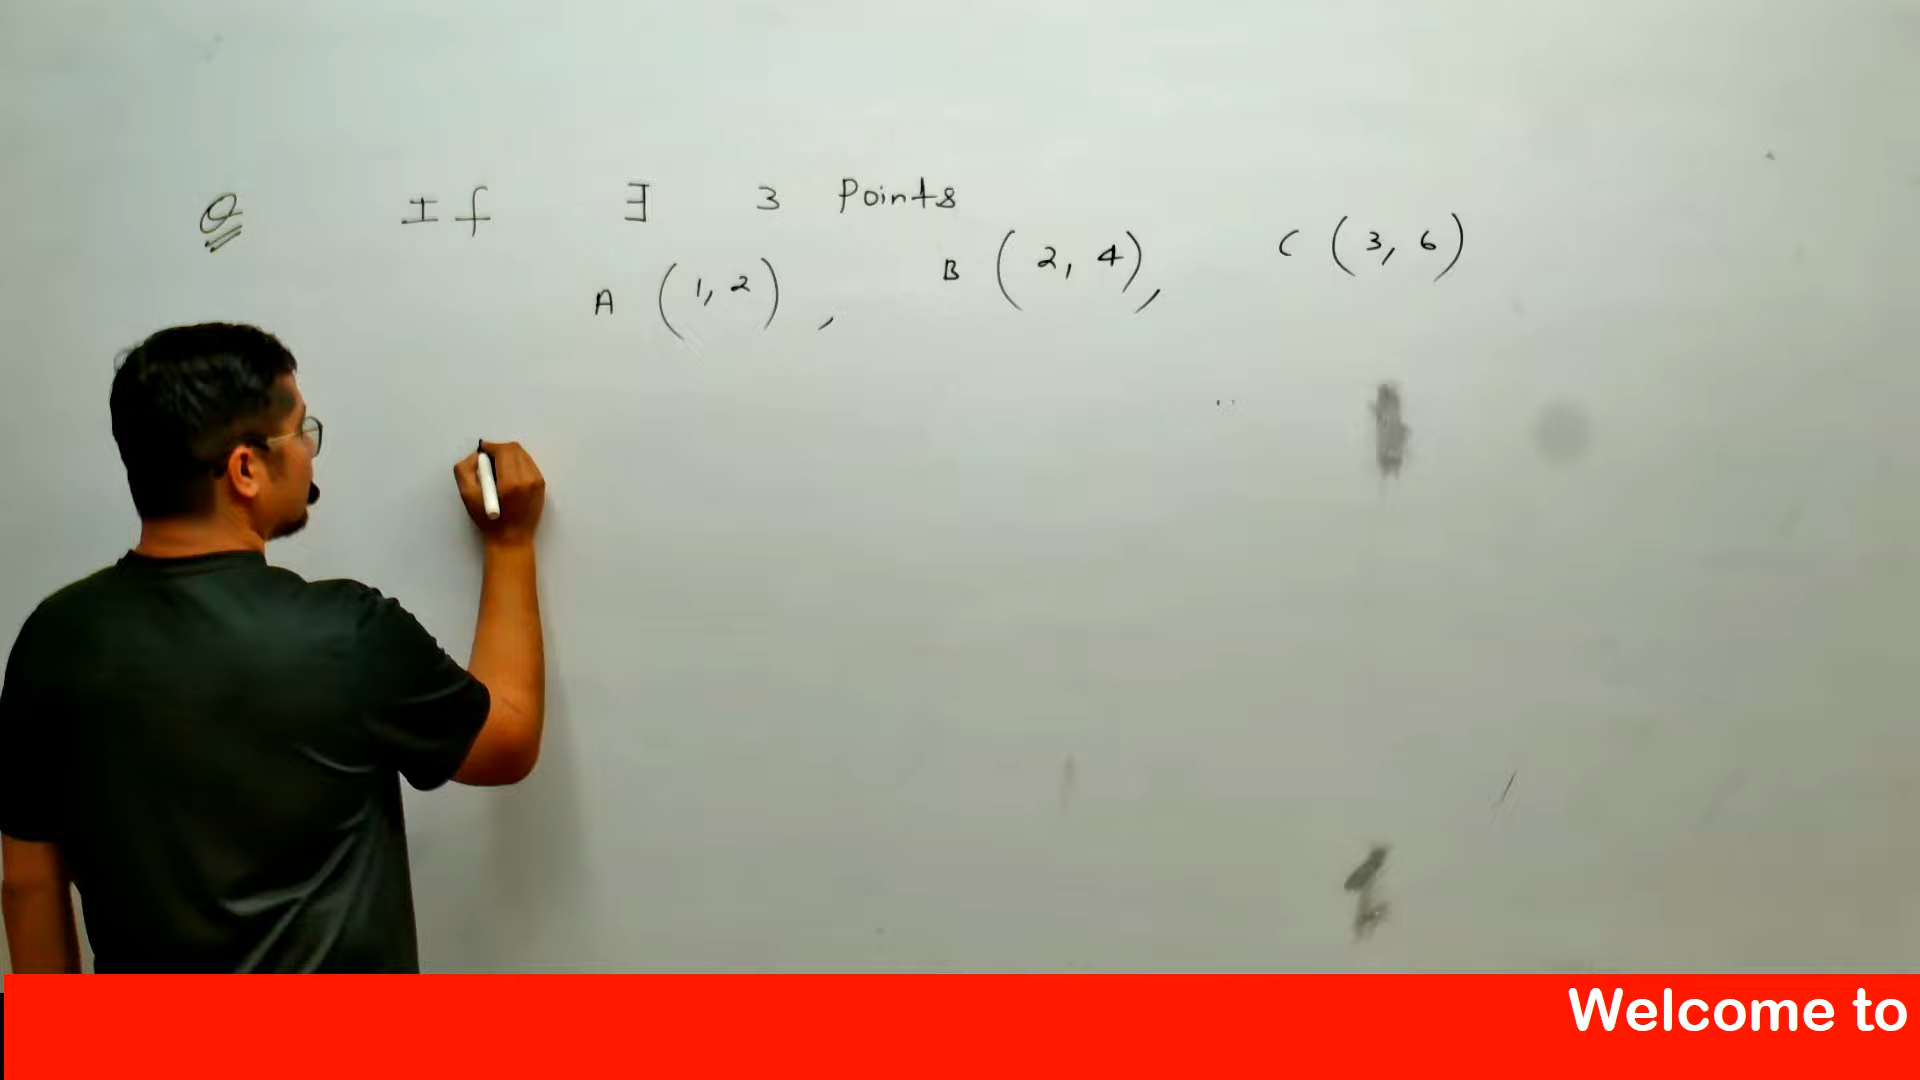 Q If ∃ 3 Points
A (1, 2), B (2, 4), C (3, 6)
Welcome to